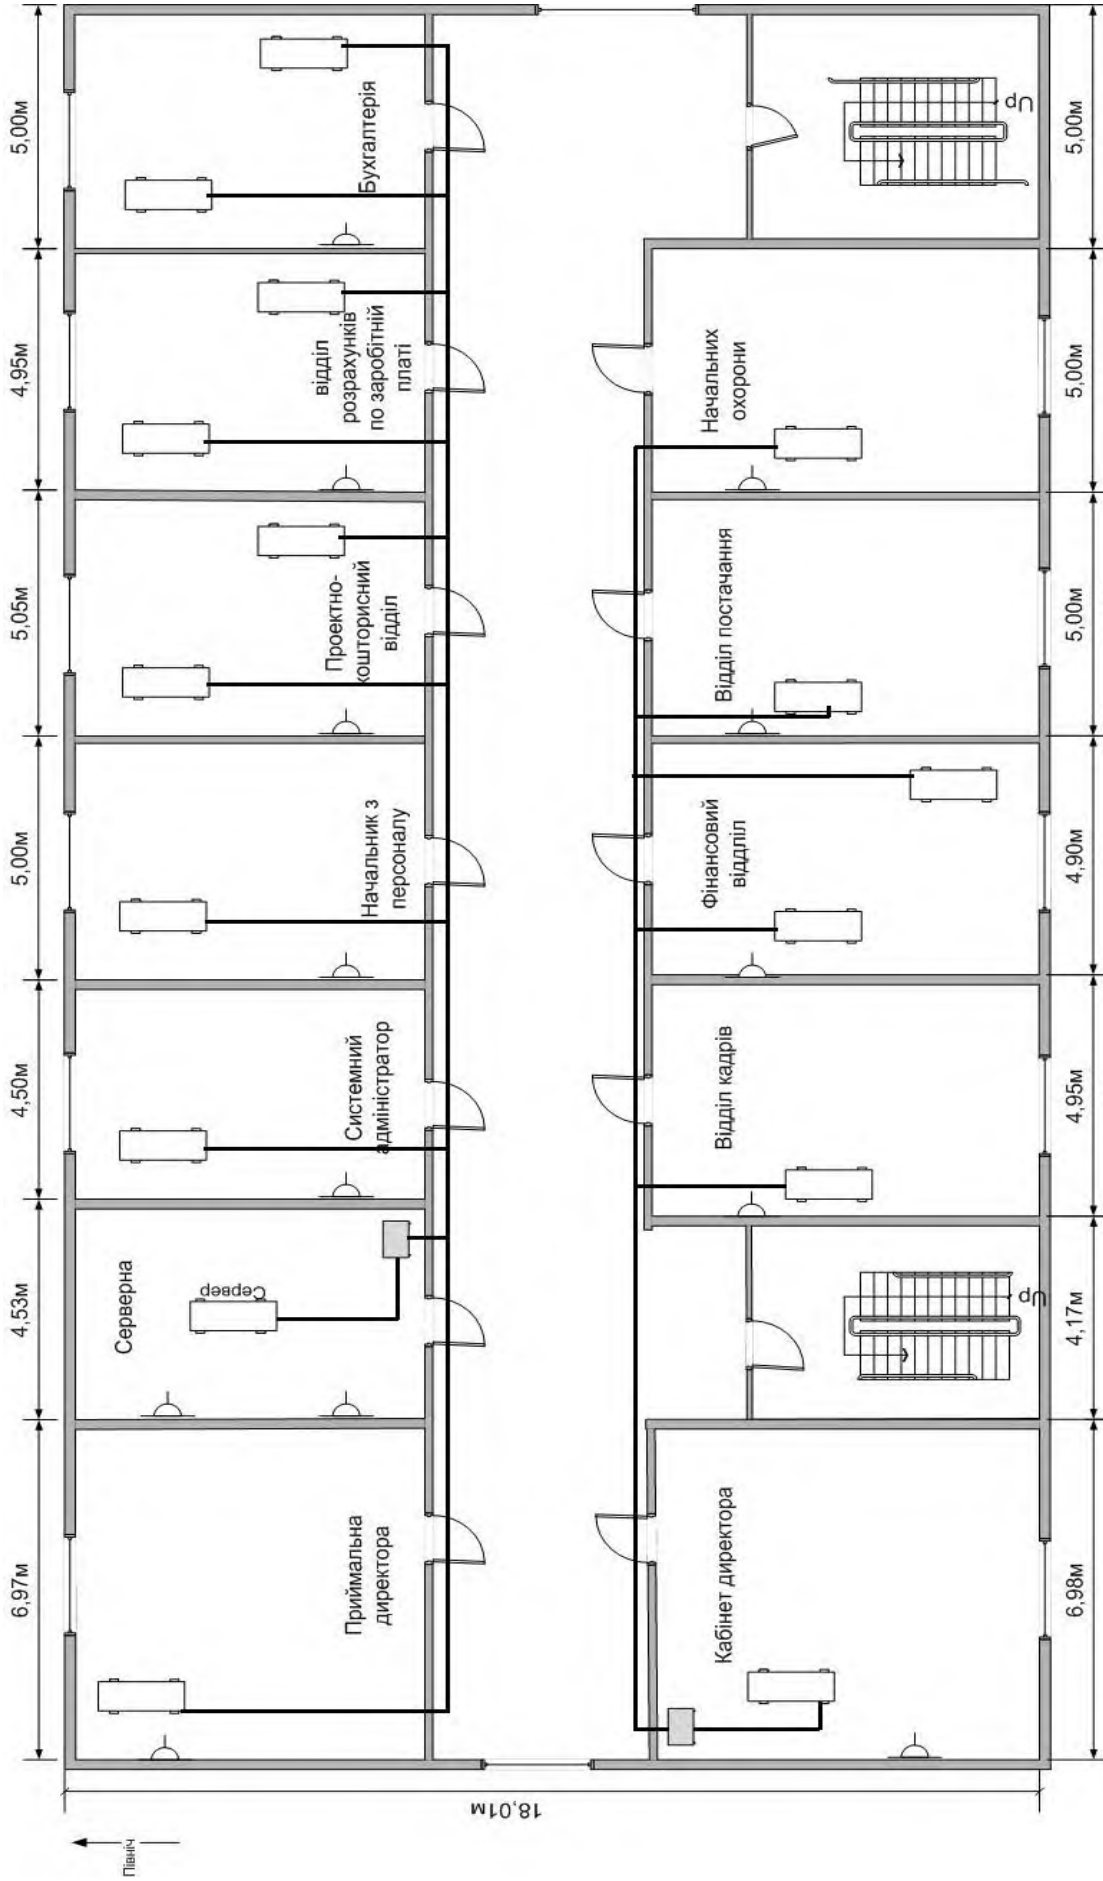 Північ
6,97м
4,53м
4,50м
5,00м
5,05м
4,95м
5,00м
18,01м
Приймальна
директора
Серверна
Сервер
Системний
адміністратор
Начальник з
персоналу
Проектно-
кошторисний
відділ
відділ
розрахунків
по заробітній
платі
Бухгалтерія
Кабінет директора
Up
Відділ кадрів
Фінансовий
віддліл
Відділ постачання
Начальних
охорони
Up
6,98м
4,17м
4,95м
4,90м
5,00м
5,00м
5,00м